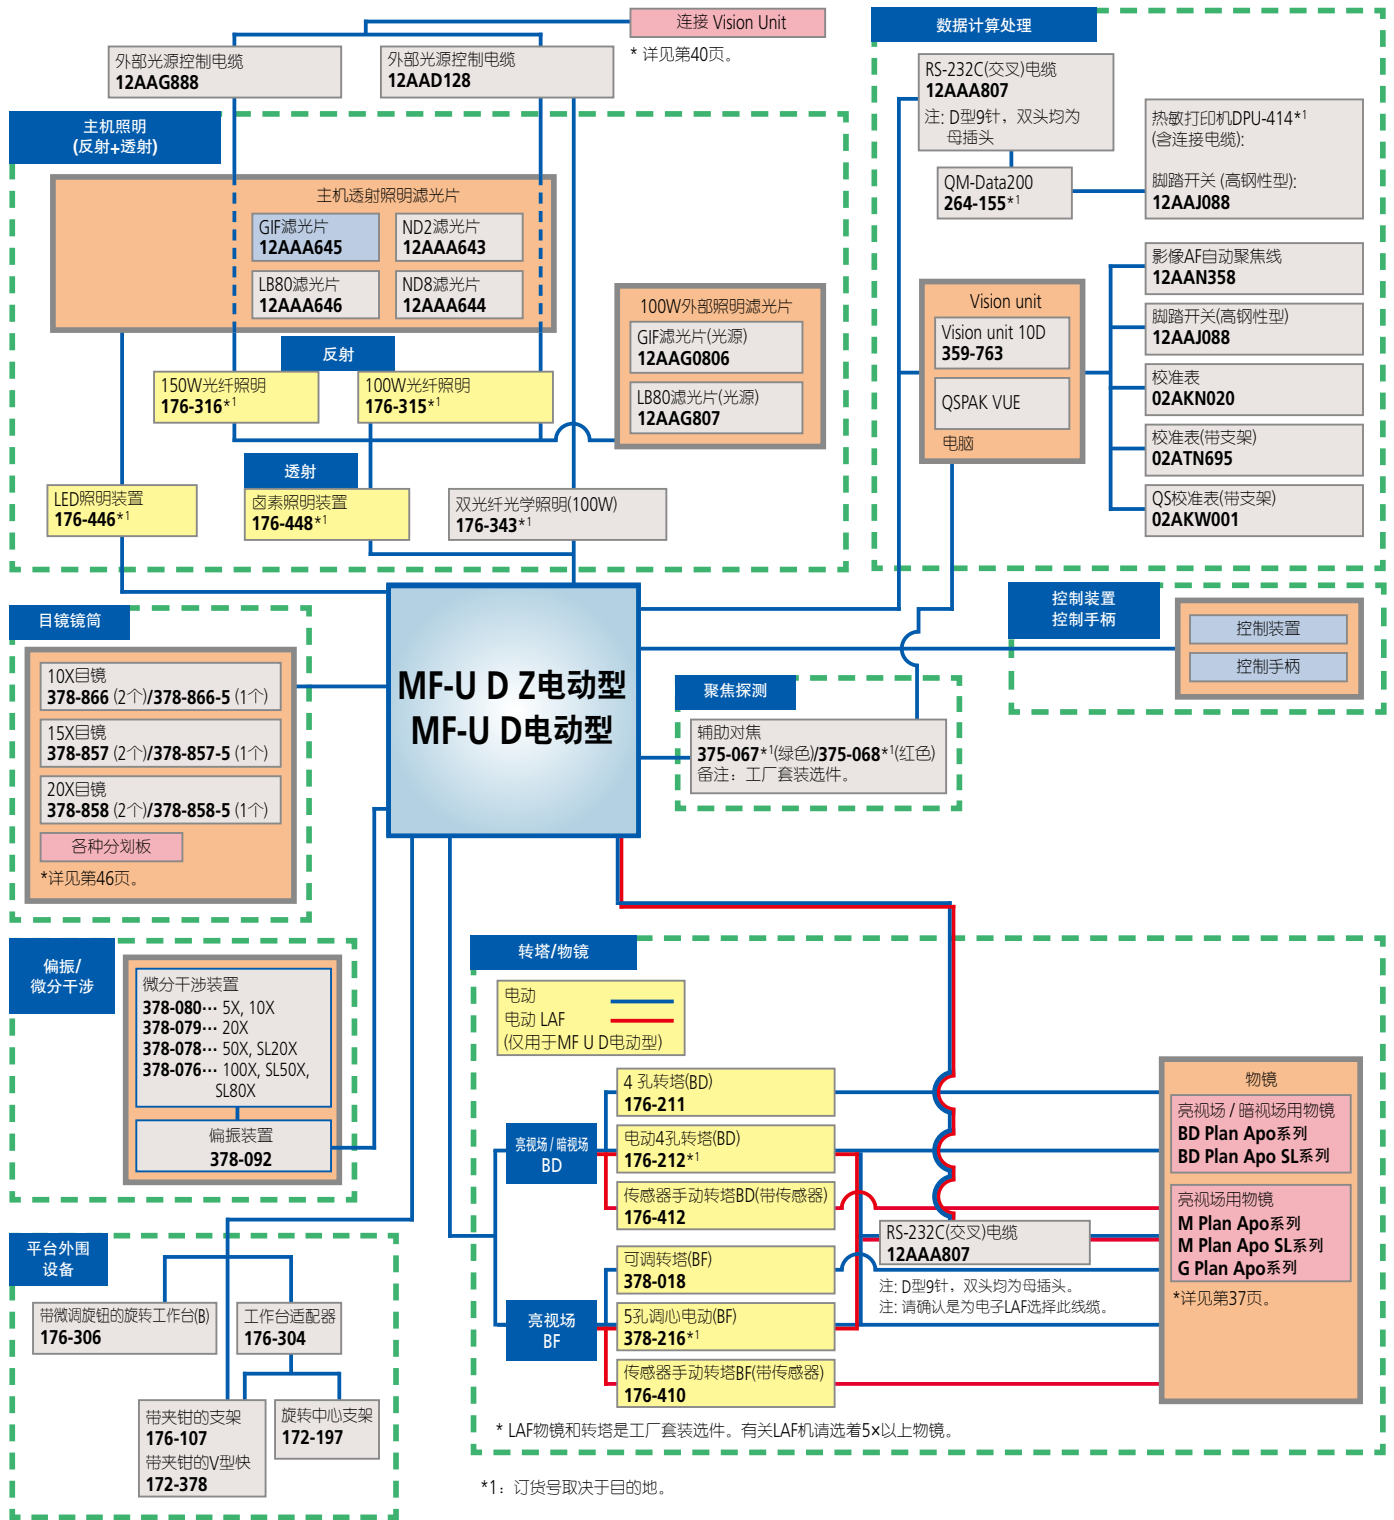 连接 Vision Unit
* 详见第40页。
外部光源控制电缆
12AAG888
外部光源控制电缆
12AAD128
主机照明
(反射+透射)
主机透射照明滤光片
GIF滤光片
12AAA645
ND2滤光片
12AAA643
LB80滤光片
12AAA646
ND8滤光片
12AAA644
100W外部照明滤光片
GIF滤光片(光源)
12AAG0806
LB80滤光片(光源)
12AAG807
反射
150W光纤照明
176-316*1
100W光纤照明
176-315*1
透射
LED照明装置
176-446*1
卤素照明装置
176-448*1
双光纤光学照明(100W)
176-343*1
数据计算处理
RS-232C(交叉)电缆
12AAA807
注: D型9针，双头均为
母插头
QM-Data200
264-155*1
热敏打印机DPU-414*1
(含连接电缆):
脚踏开关 (高钢性型):
12AAJ088
Vision unit
Vision unit 10D
359-763
QSPAK VUE
电脑
影像AF自动聚焦线
12AAN358
脚踏开关(高钢性型)
12AAJ088
校准表
02AKN020
校准表(带支架)
02ATN695
QS校准表(带支架)
02AKW001
控制装置
控制手柄
控制装置
控制手柄
目镜镜筒
10X目镜
378-866 (2个)/378-866-5 (1个)
15X目镜
378-857 (2个)/378-857-5 (1个)
20X目镜
378-858 (2个)/378-858-5 (1个)
各种分划板
*详见第46页。
MF-U D Z电动型
MF-U D电动型
聚焦探测
辅助对焦
375-067*1(绿色)/375-068*1(红色)
备注：工厂套装选件。
偏振/
微分干涉
微分干涉装置
378-080··· 5X, 10X
378-079··· 20X
378-078··· 50X, SL20X
378-076··· 100X, SL50X,
SL80X
偏振装置
378-092
平台外围
设备
带微调旋钮的旋转工作台(B)
176-306
工作台适配器
176-304
带夹钳的支架
176-107
带夹钳的V型快
172-378
旋转中心支架
172-197
转塔/物镜
电动
电动 LAF
(仅用于MF U D电动型)
亮视场 / 暗视场
BD
4 孔转塔(BD)
176-211
电动4孔转塔(BD)
176-212*1
传感器手动转塔BD(带传感器)
176-412
亮视场
BF
可调转塔(BF)
378-018
5孔调心电动(BF)
378-216*1
传感器手动转塔BF(带传感器)
176-410
RS-232C(交叉)电缆
12AAA807
注: D型9针，双头均为母插头。
注: 请确认是为电子LAF选择此线缆。
物镜
亮视场 / 暗视场用物镜
BD Plan Apo系列
BD Plan Apo SL系列
亮视场用物镜
M Plan Apo系列
M Plan Apo SL系列
G Plan Apo系列
*详见第37页。
* LAF物镜和转塔是工厂套装选件。有关LAF机请选着5×以上物镜。
*1：订货号取决于目的地。